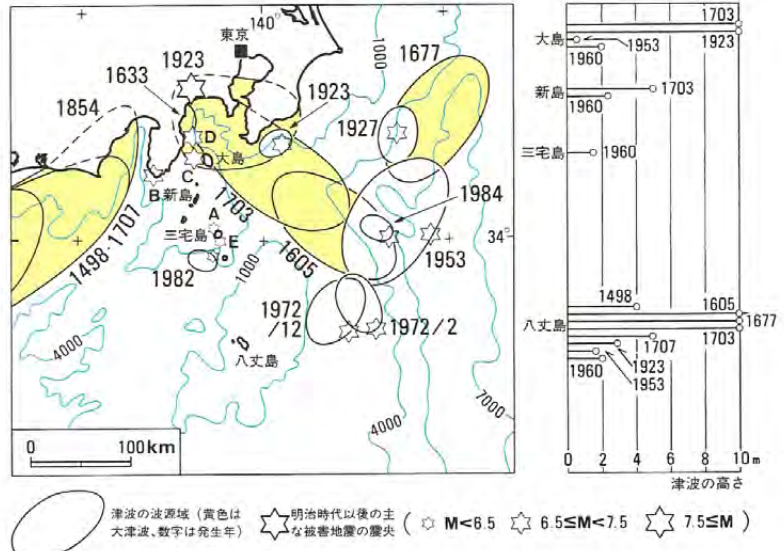 140°
東京
1923
1000
1677
1633
1923
1854
1927
D
大島
C
B
新島
1703
1984
A
三宅島
E
34°
1498·1707
1605
1953
1982
1000
1972
/12
1972/2
4000
八丈島
7000
4000
0 100km
1703
大島
1953
1923
1960
新島
1703
1960
三宅島
1960
1498
1605
八丈島
1677
1703
1707
1923
1960
1953
0 2 4 6 8 10m
津波の高さ
津波の波源域 (黄色は
大津波、数字は発生年)
明治時代以後の主
な被害地震の震央
( M<6.5 6.5≦M<7.5 7.5≦M )